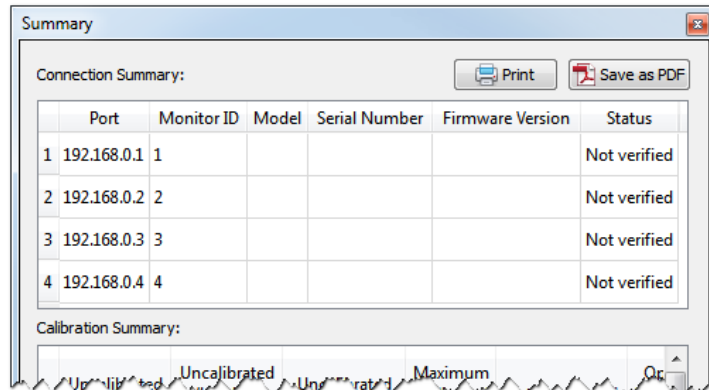 Summary
Connection Summary: Print Save as PDF
Port Monitor ID Model Serial Number Firmware Version Status
1 192.168.0.1 1 Not verified
2 192.168.0.2 2 Not verified
3 192.168.0.3 3 Not verified
4 192.168.0.4 4 Not verified
Calibration Summary:
Uncalibrated Maximum